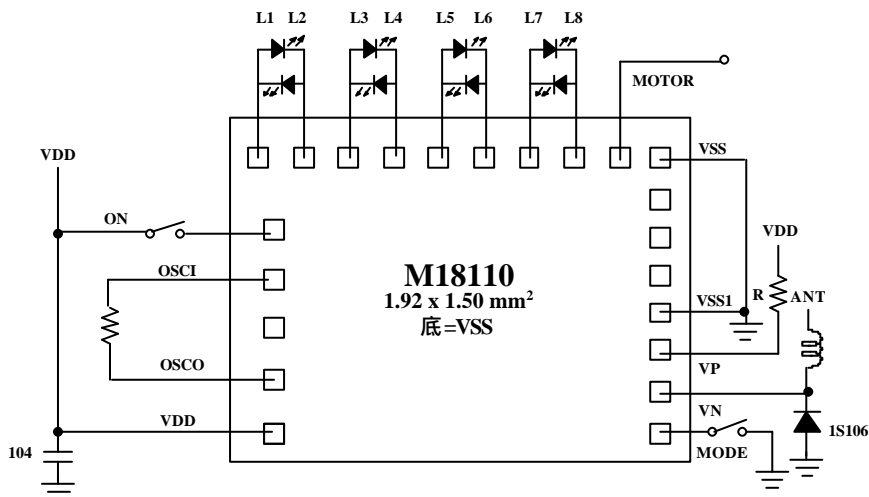 L1 L2 L3 L4 L5 L6 L7 L8
MOTOR
VDD
VSS
ON
VDD
OSCI
M18110
1.92 x 1.50 mm²
底=VSS
VSS1
R
ANT
OSCO
VP
VDD
VN
1S106
104
MODE